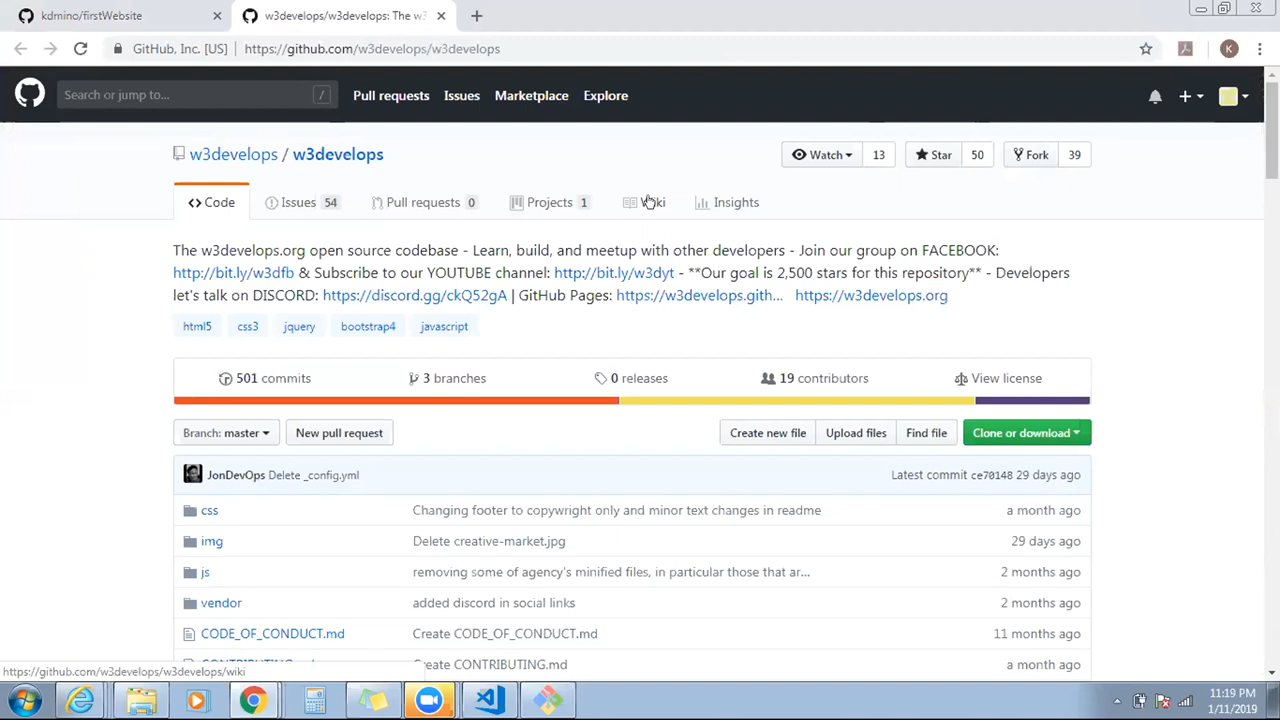 kdmino/firstWebsite
w3develops/w3develops: The w3
GitHub, Inc. [US] https://github.com/w3develops/w3develops
K
Search or jump to... /
Pull requests Issues Marketplace Explore
w3develops / w3develops
Watch 13 Star 50 Fork 39
Code Issues 54 Pull requests 0 Projects 1 Wiki Insights
The w3develops.org open source codebase - Learn, build, and meetup with other developers - Join our group on FACEBOOK:
http://bit.ly/w3dfb & Subscribe to our YOUTUBE channel: http://bit.ly/w3dyt - **Our goal is 2,500 stars for this repository** - Developers
let's talk on DISCORD: https://discord.gg/ckQ52gA | GitHub Pages: https://w3develops.gith... https://w3develops.org
html5 css3 jquery bootstrap4 javascript
501 commits 3 branches 0 releases 19 contributors View license
Branch: master New pull request Create new file Upload files Find file Clone or download
JonDevOps Delete _config.yml Latest commit ce70148 29 days ago
css Changing footer to copywright only and minor text changes in readme a month ago
img Delete creative-market.jpg 29 days ago
js removing some of agency's minified files, in particular those that ar... 2 months ago
vendor added discord in social links 2 months ago
CODE_OF_CONDUCT.md Create CODE_OF_CONDUCT.md 11 months ago
Create CONTRIBUTING.md a month ago
https://github.com/w3develops/w3develops/wiki
11:19 PM
1/11/2019